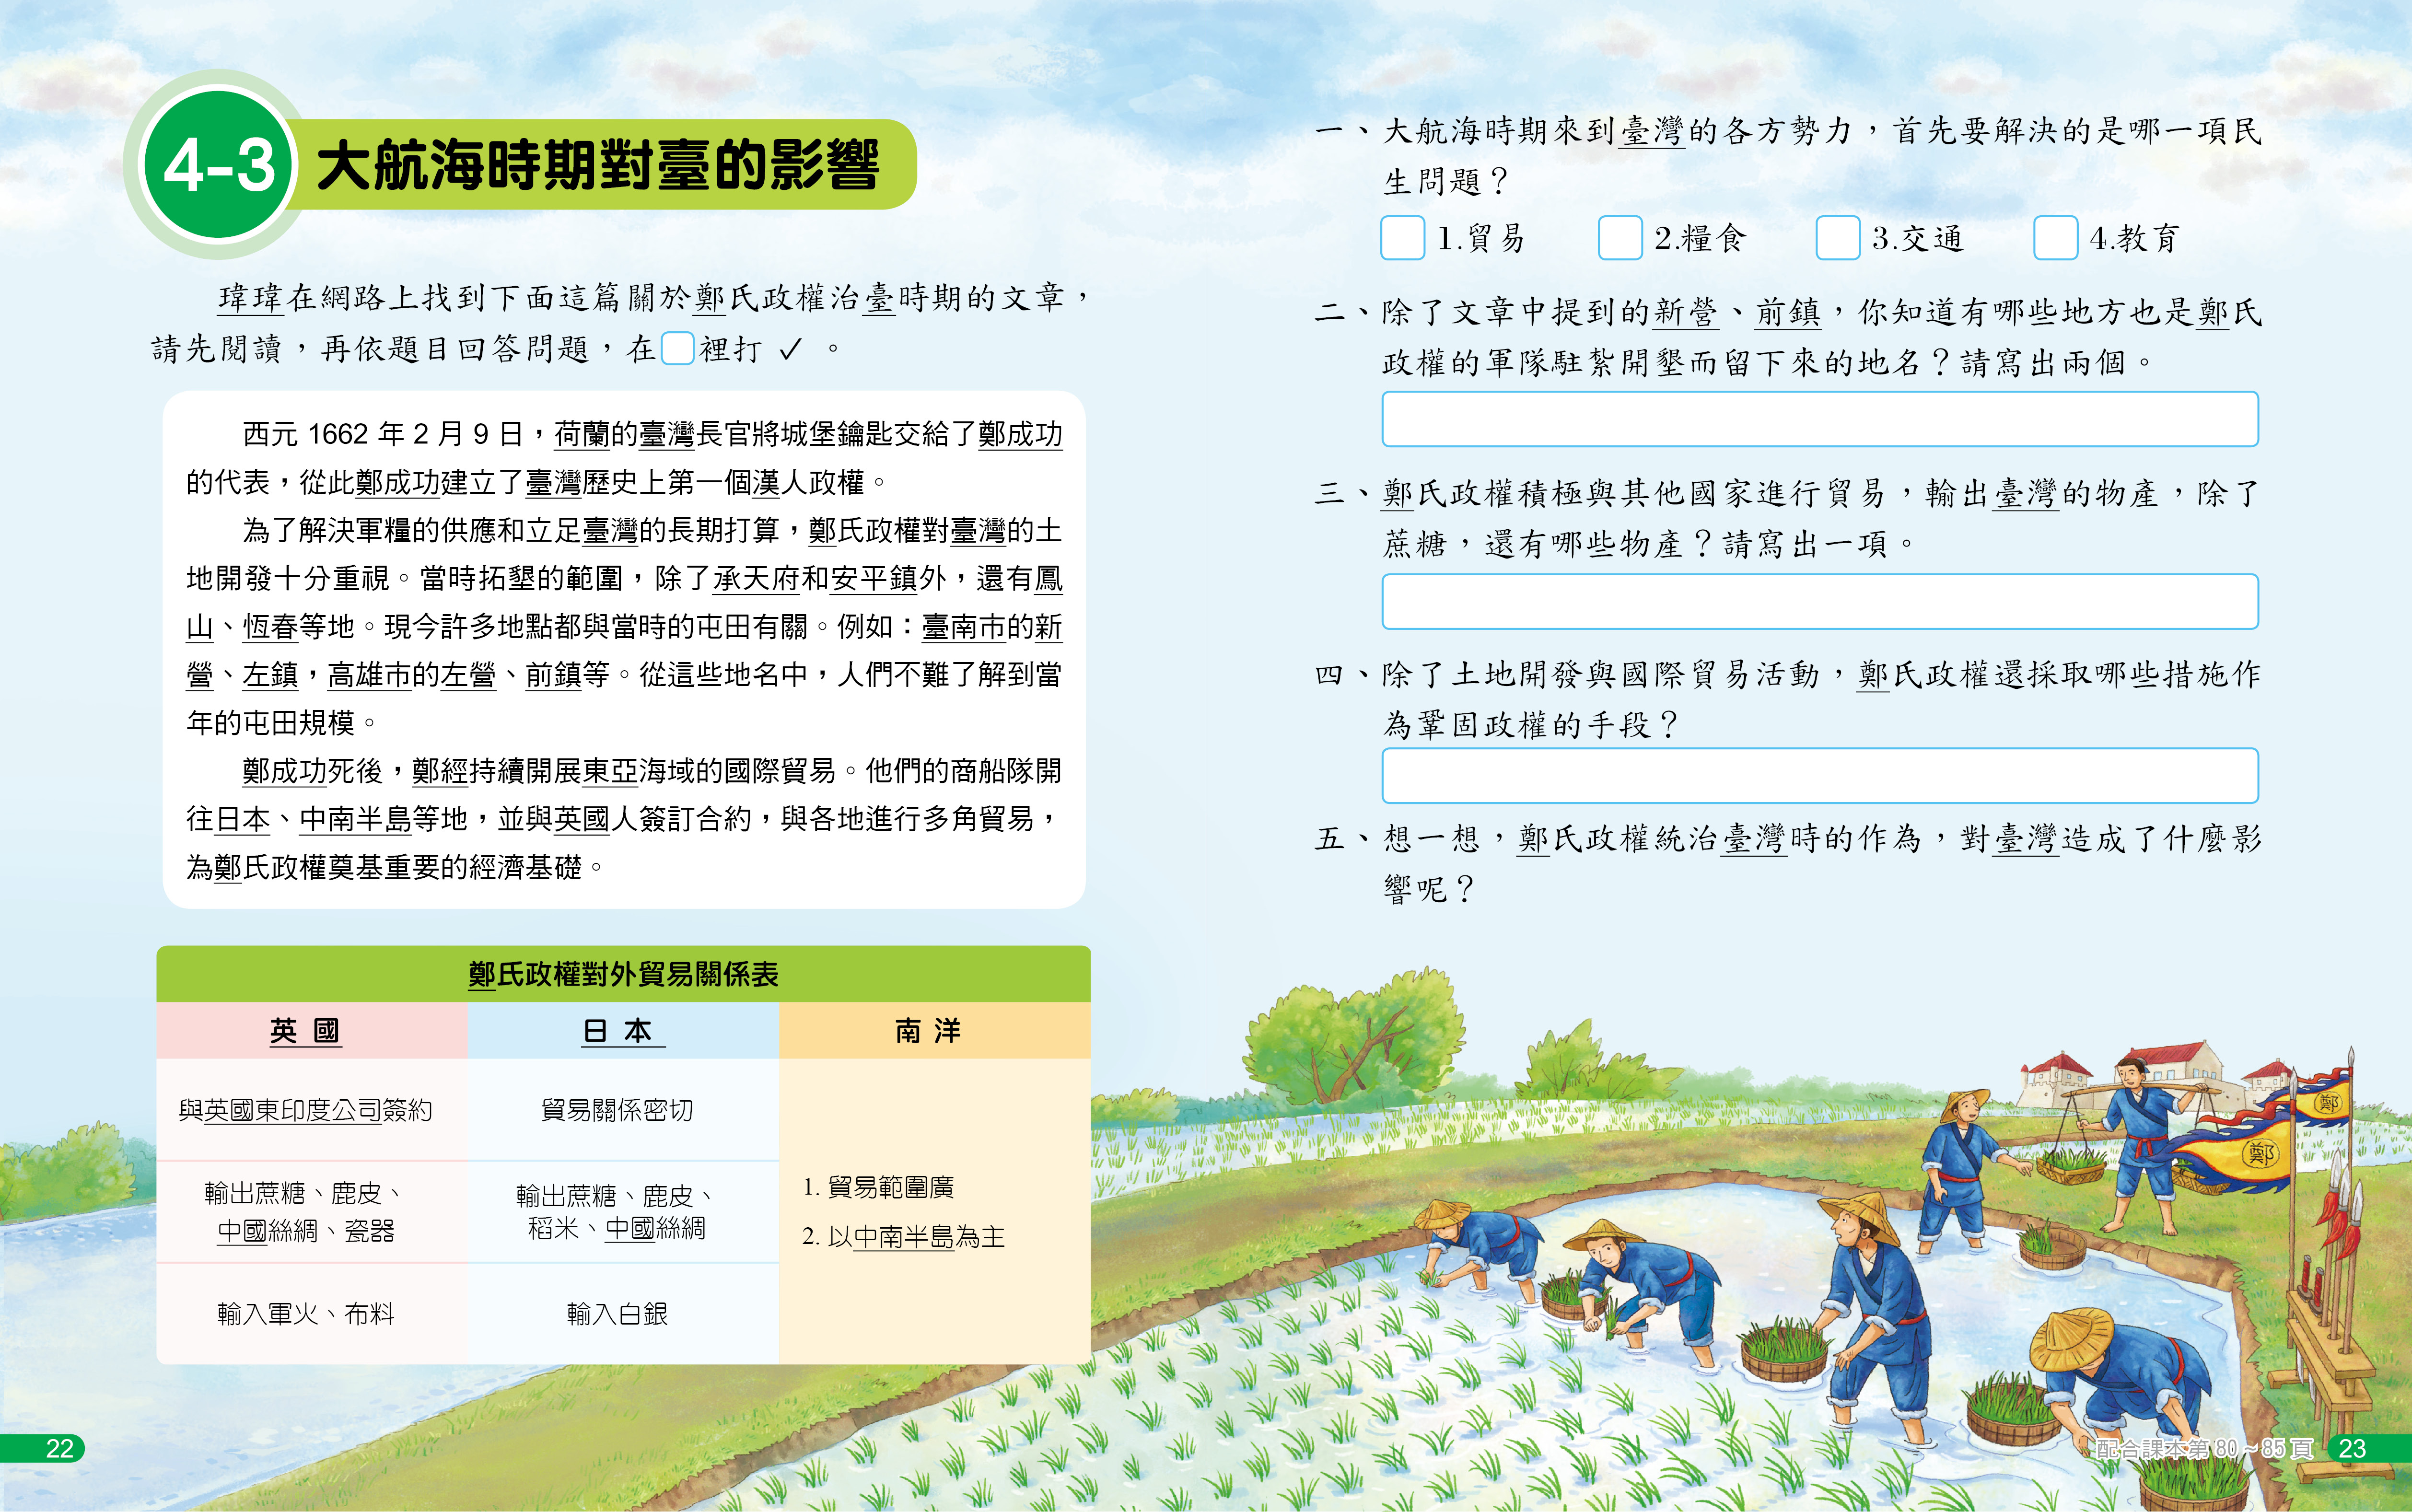 4-3
大航海時期對臺的影響
瑋瑋在網路上找到下面這篇關於鄭氏政權治臺時期的文章，
請先閱讀，再依題目回答問題，在□裡打 ✓ 。
西元 1662 年 2 月 9 日，荷蘭的臺灣長官將城堡鑰匙交給了鄭成功
的代表，從此鄭成功建立了臺灣歷史上第一個漢人政權。
為了解決軍糧的供應和立足臺灣的長期打算，鄭氏政權對臺灣的土
地開發十分重視。當時拓墾的範圍，除了承天府和安平鎮外，還有鳳
山、恆春等地。現今許多地點都與當時的屯田有關。例如：臺南市的新
營、左鎮，高雄市的左營、前鎮等。從這些地名中，人們不難了解到當
年的屯田規模。
鄭成功死後，鄭經持續開展東亞海域的國際貿易。他們的商船隊開
往日本、中南半島等地，並與英國人簽訂合約，與各地進行多角貿易，
為鄭氏政權奠基重要的經濟基礎。
鄭氏政權對外貿易關係表
英國
日本
南洋
與英國東印度公司簽約
貿易關係密切
輸出蔗糖、鹿皮、
中國絲綢、瓷器
輸出蔗糖、鹿皮、
稻米、中國絲綢
輸入軍火、布料
輸入白銀
1. 貿易範圍廣
2. 以中南半島為主
22
一、大航海時期來到臺灣的各方勢力，首先要解決的是哪一項民
生問題？
□ 1.貿易 □ 2.糧食 □ 3.交通 □ 4.教育
二、除了文章中提到的新營、前鎮，你知道有哪些地方也是鄭氏
政權的軍隊駐紮開墾而留下來的地名？請寫出兩個。
三、鄭氏政權積極與其他國家進行貿易，輸出臺灣的物產，除了
蔗糖，還有哪些物產？請寫出一項。
四、除了土地開發與國際貿易活動，鄭氏政權還採取哪些措施作
為鞏固政權的手段？
五、想一想，鄭氏政權統治臺灣時的作為，對臺灣造成了什麼影
響呢？
鄭
鄭
配合課本第 80～85 頁
23